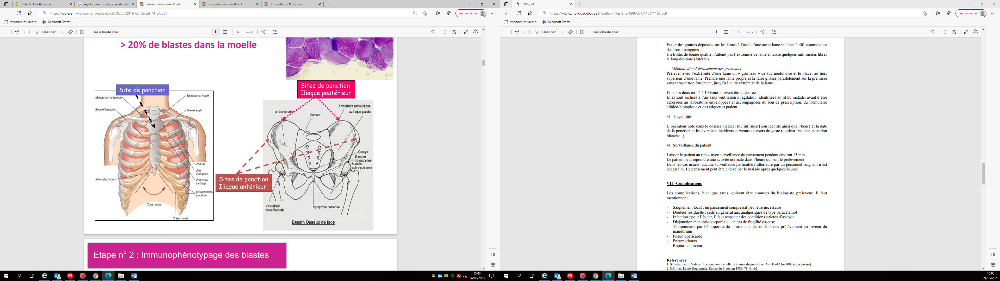 KaliSil - Identification
myélogramme iliaque postérieur
Présentation PowerPoint
Présentation PowerPoint
Présentation PowerPoint
https://go-aja.fr/wp-content/uploads/2019/06/2019_06_Balsat_M_LA.pdf
Se connecter
Importer les favoris
Microsoft Teams
Dessiner
Lire à haute voix
6
sur 42
> 20% de blastes dans la moelle
Site de ponction
Manubrium of sternum
Suprasternal notch
Body of sternum
Sternal angle
2nd rib
2nd
interspace
2nd costal
cartilage
Xiphoid process
Costochondral
junctions
Costal angle
Costal margin
Sites de ponction
Iliaque postérieur
Articulation sacro-iliaque
os iliaque droit
os iliaque gauche
Sacrum
Coccyx
Branche
ilio-pubienne
Branche
ischio-pubienne
Sites de ponction
Iliaque antérieur
Articulation
coxo-fémorale
Symphyse pubienne
Bassin Osseux de face
Etape n° 2 : Immunophénotypage des blastes
15:00
24/05/2023
1185.pdf
https://www.chu-guadeloupe.fr/gallery_files/site/599/601/1151/1185.pdf
Se connecter
Importer les favoris
Microsoft Teams
Dessiner
Lire à haute voix
6
sur 9
Etaler des gouttes déposées sur les lames à l’aide d’une autre lame inclinée à 40° comme pour
des frottis sanguins.
Un frottis de bonne qualité n’atteint pas l’extrémité de lame et laisse quelques millimètres libres
le long des bords latéraux.
Méthode dite d’écrasement des grumeaux
Prélever avec l’extrémité d’une lame un « grumeau » de suc médullaire et le placer au tiers
supérieur d’une lame. Prendre une lame propre et la faire glisser parallèlement sur la première
sans écraser trop fortement, jusqu’à l’autre extrémité de la lame.
Dans les deux cas, 5 à 10 lames doivent être préparées.
Elles sont séchées à l’air sans ventilation ni agitation, identifiées au lit du malade, avant d’être
adressées au laboratoire enveloppées et accompagnées du bon de prescription, du formulaire
clinico-biologique et des étiquettes patient.
3) Traçabilité
L’opérateur note dans le dossier médical (ou infirmier) son identité ainsi que l’heure et la date
de la ponction et les éventuels incidents survenus au cours du geste (douleur, malaise, ponction
blanche...).
4) Surveillance du patient
Laisser le patient au repos avec surveillance du pansement pendant environ 15 min.
Le patient peut reprendre une activité normale dans l’heure qui suit le prélèvement.
Dans les cas usuels, aucune surveillance particulière ultérieure par un personnel soignant n’est
nécessaire. Le pansement peut être enlevé par le malade après quelques heures.
VII –Complications
Les complications, bien que rares, doivent être connues du biologiste préleveur. Il faut
mentionner :
- Saignement local : un pansement compressif peut être nécessaire
- Douleur résiduelle : cède en général aux analgésiques de type paracétamol
- Infection : pour l’éviter, il faut respecter des conditions strictes d’asepsie
- Disjonction manubrio-corporéale : en cas de fragilité osseuse
- Tamponnade par hémopéricarde : rarement décrite lors des prélèvement au niveau du
manubrium
- Pneumopéricarde
- Pneumothorax
- Rupture du trocart
Références
1. R.Letestu et F. Valensi. La ponction médullaire à visée diagnostique. Ann Biol Clin 2003 (sous presse).
2. E.Gilles. Le myélogramme. Revue du Praticien 1989, 78 :61-62.
15:00
24/05/2023